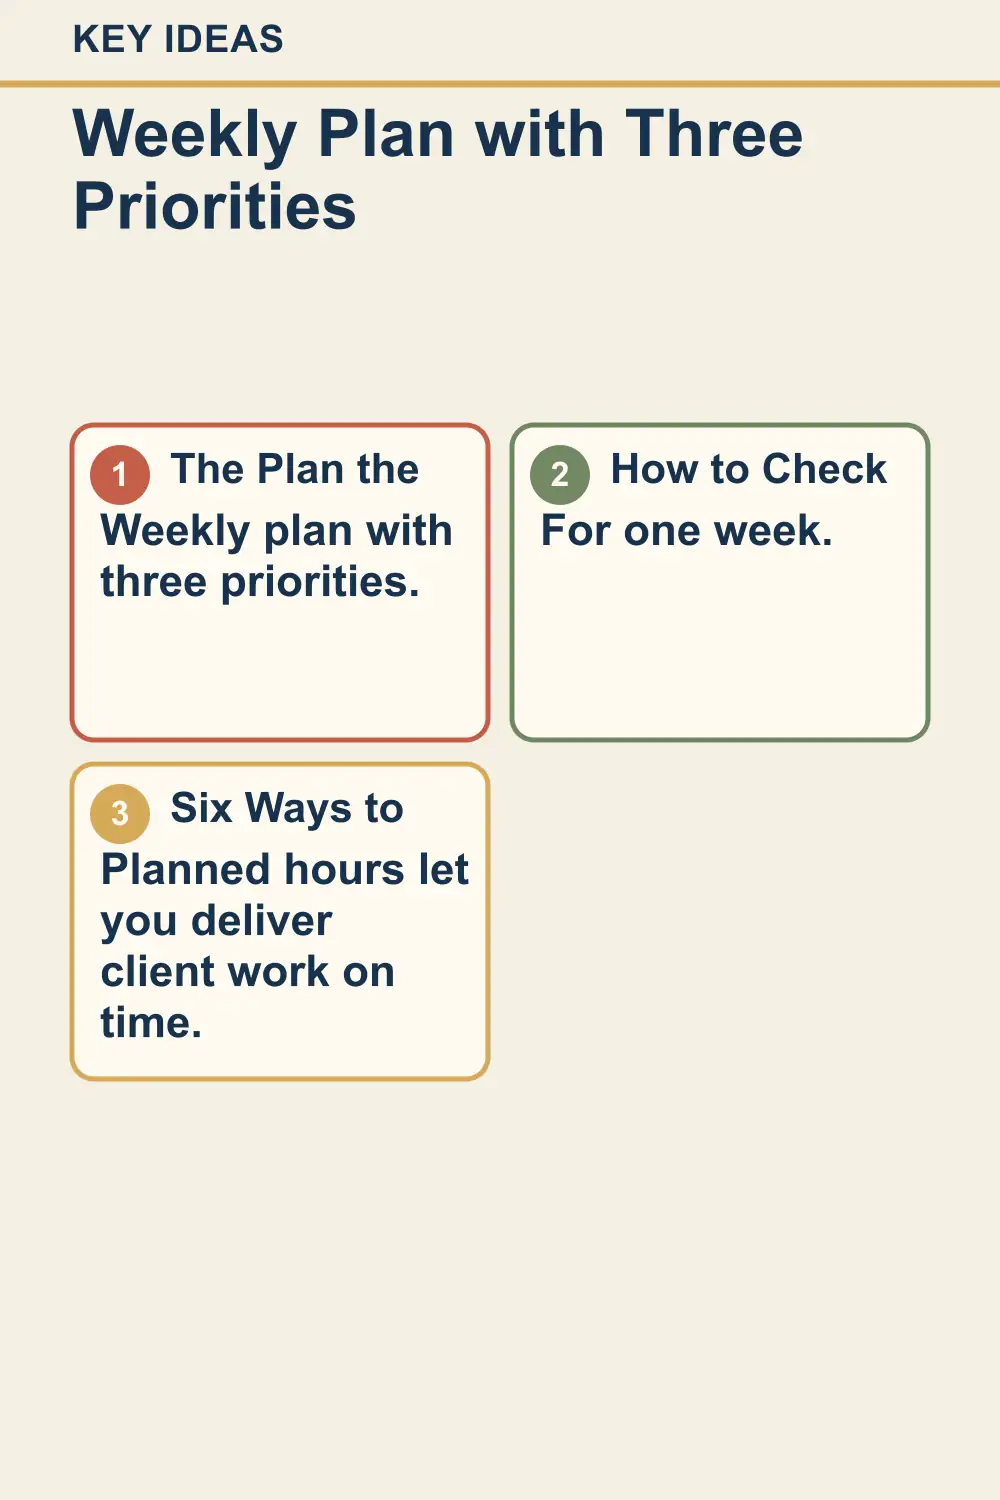 KEY IDEAS
Weekly Plan with Three
Priorities
1 The Plan the
Weekly plan with
three priorities.
2 How to Check
For one week.
3 Six Ways to
Planned hours let
you deliver
client work on
time.